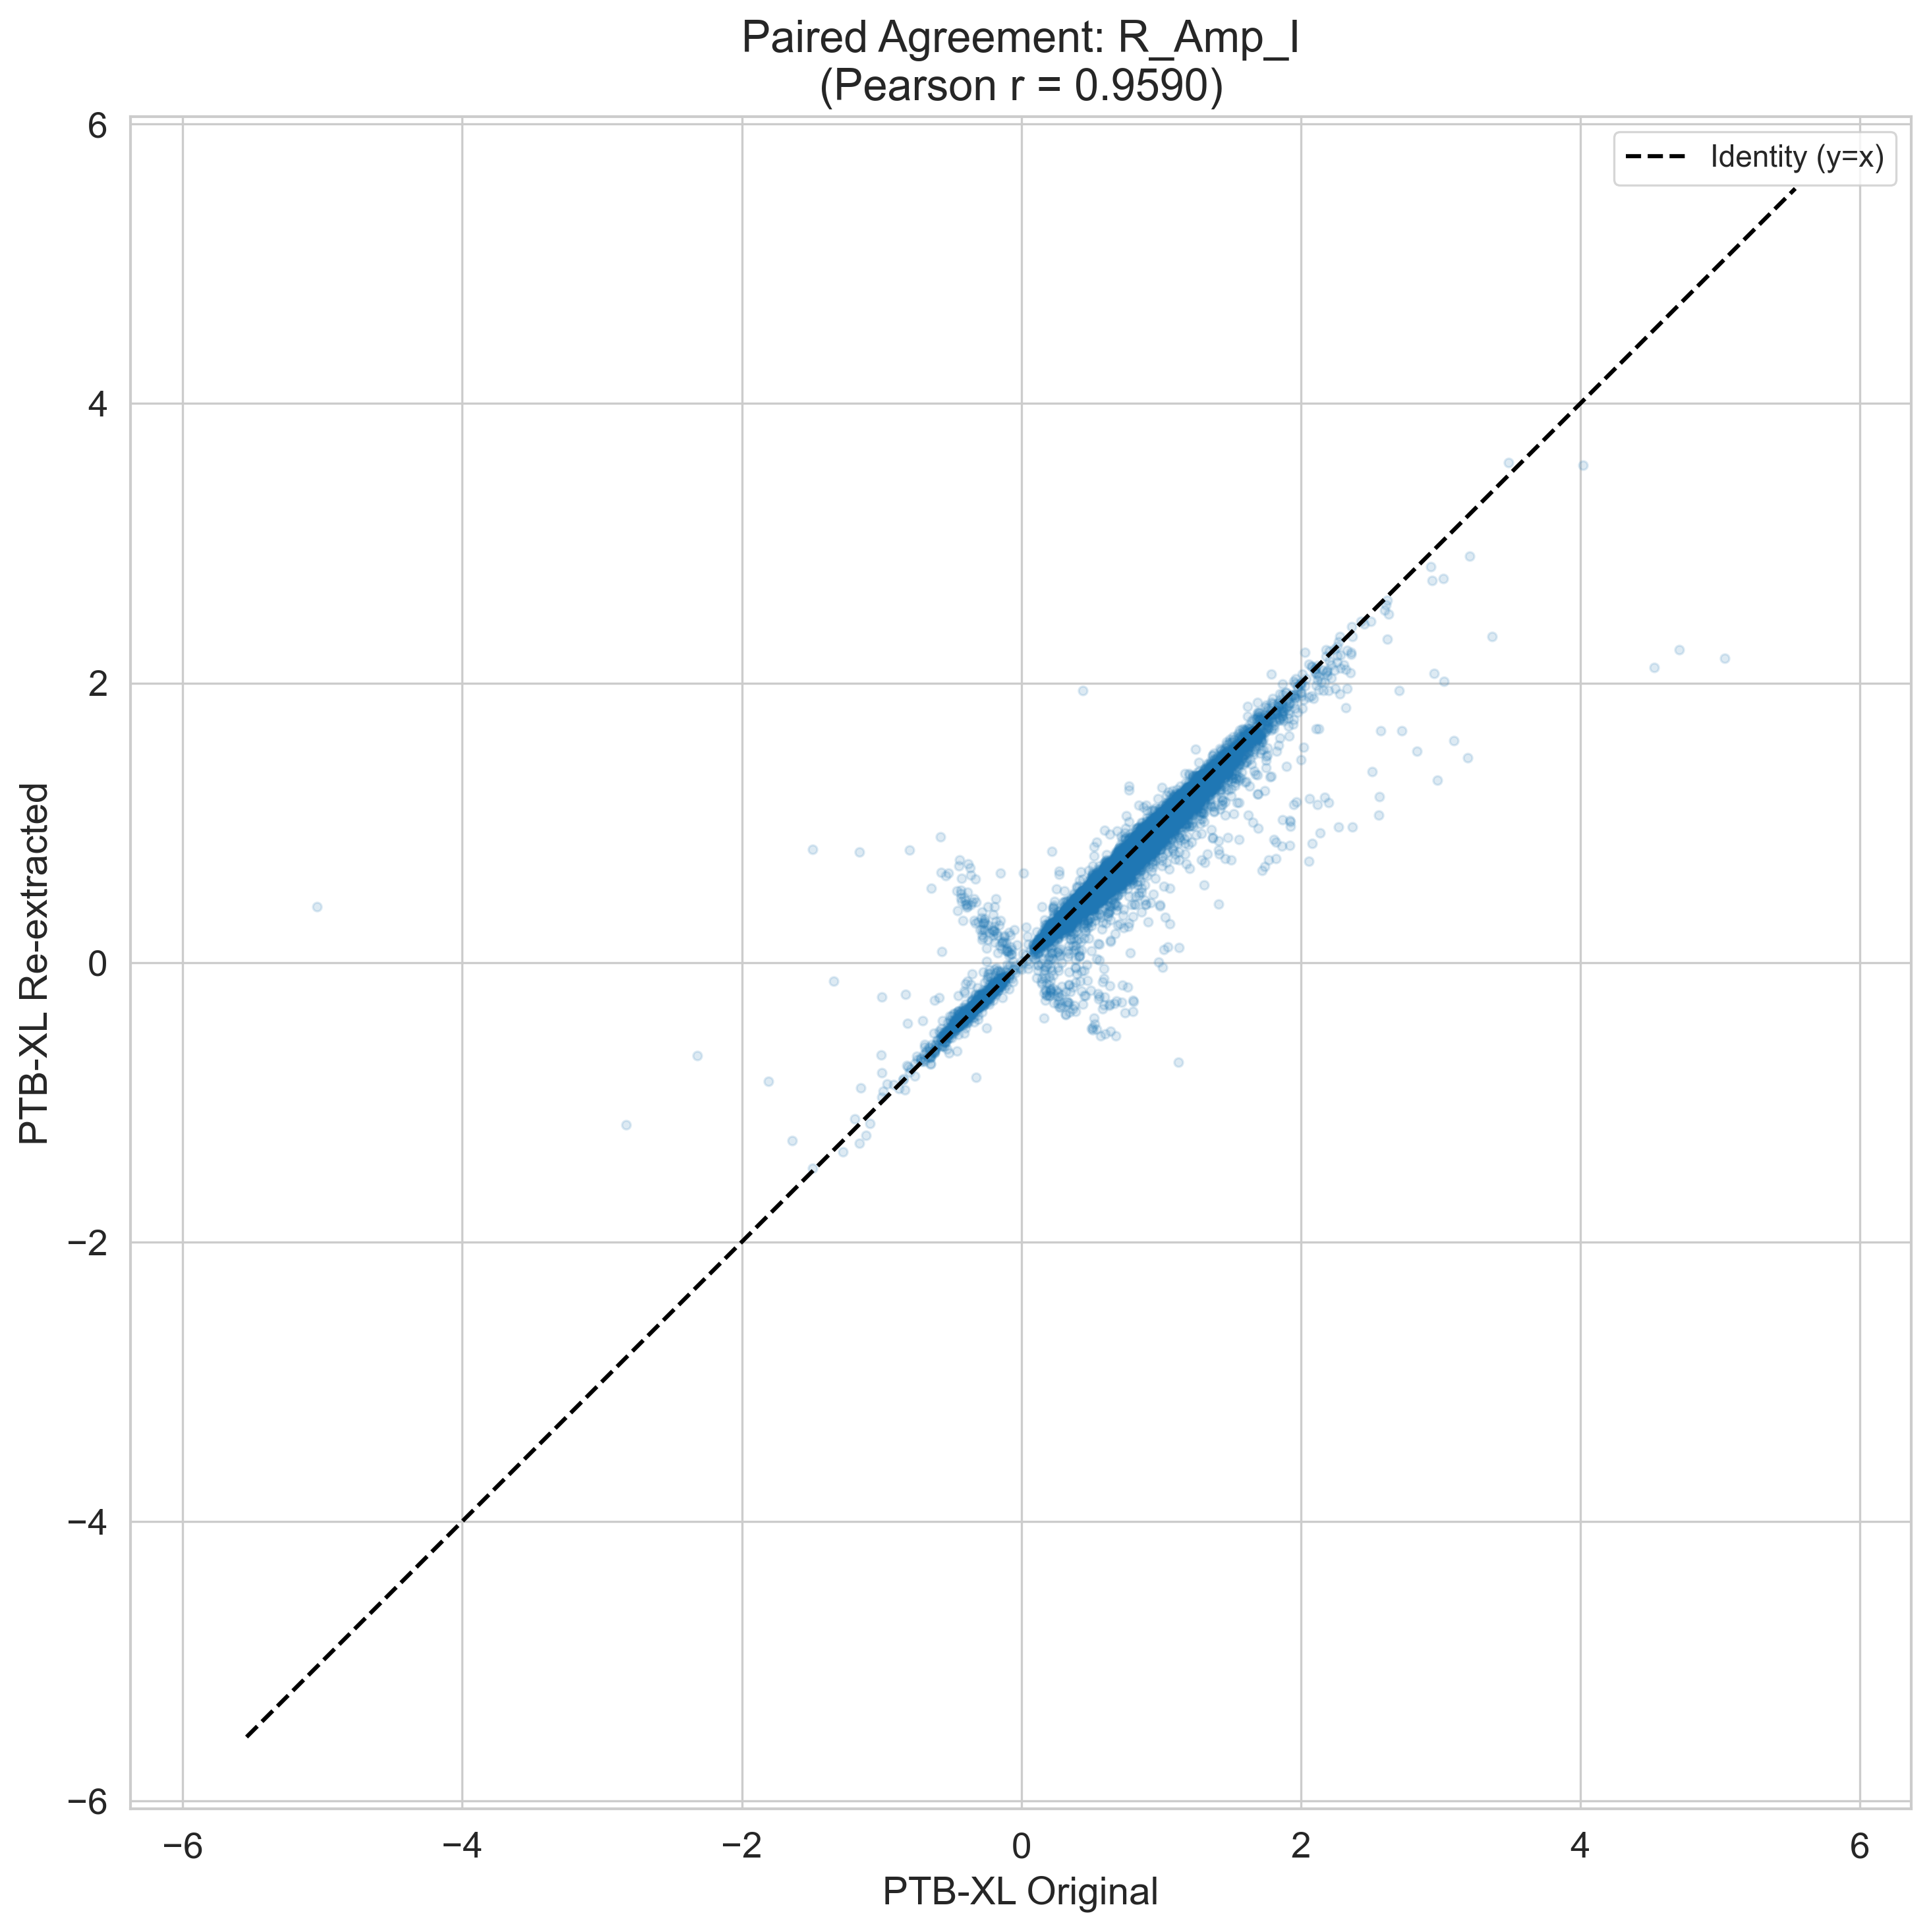 Paired Agreement: R_Amp_I
(Pearson r = 0.9590)
Identity (y=x)
6
4
2
0
−2
−4
−6
PTB-XL Re-extracted
−6
−4
−2
0
2
4
6
PTB-XL Original